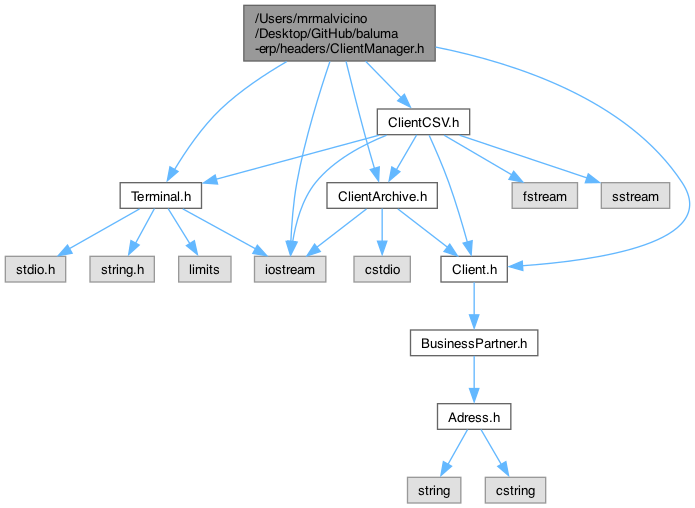 /Users/mrmalvicino
/Desktop/GitHub/baluma
-erp/headers/ClientManager.h
ClientCSV.h
Terminal.h
ClientArchive.h
fstream
sstream
stdio.h
string.h
limits
iostream
cstdio
Client.h
BusinessPartner.h
Adress.h
string
cstring